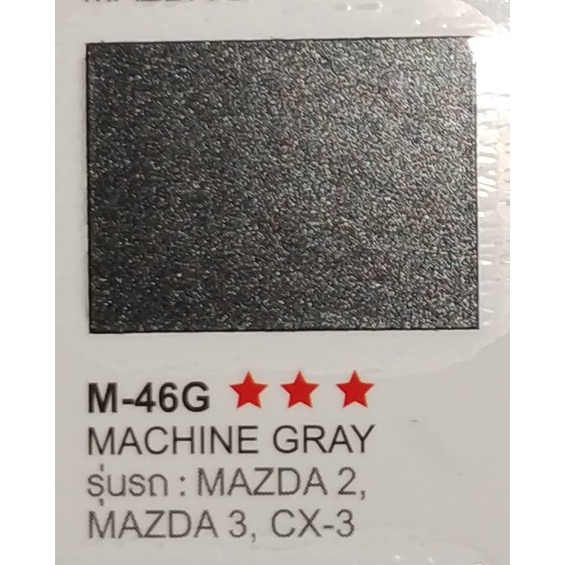 M-46G ★ ★ ★
MACHINE GRAY
รุ่นรถ : MAZDA 2,
MAZDA 3, CX-3